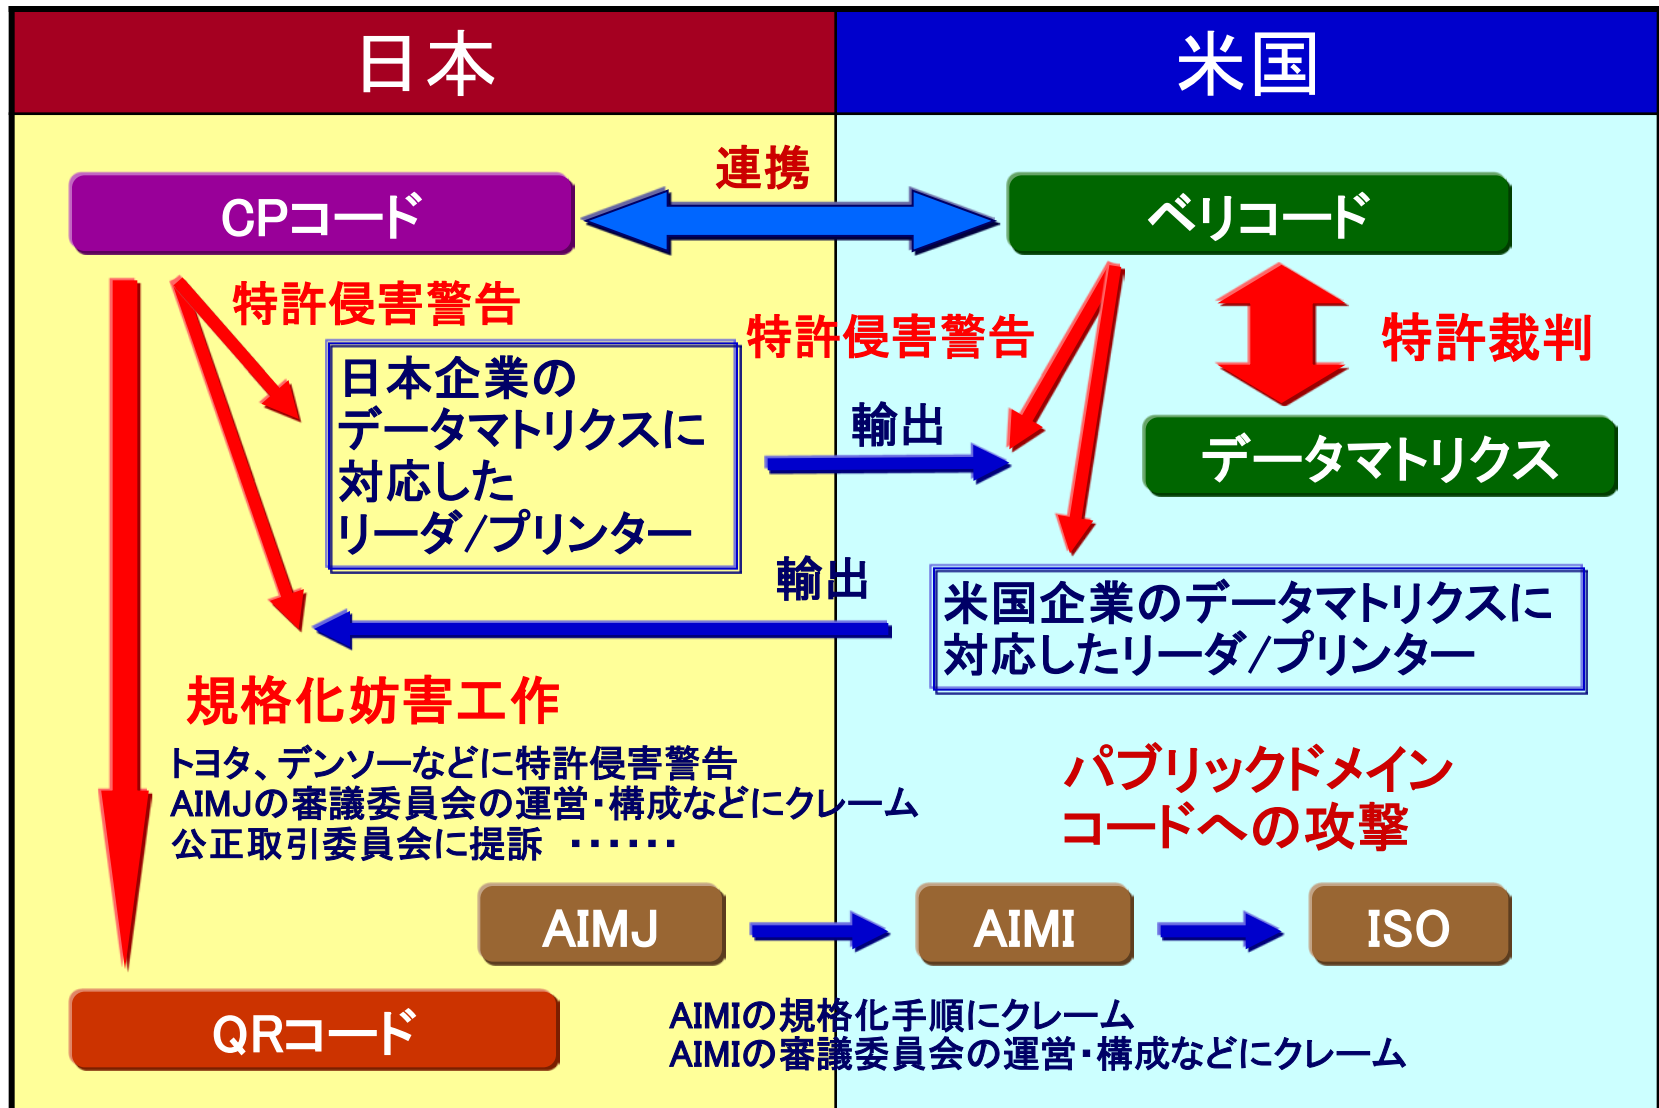 日本
米国
連携
CPコード
ベリコード
特許侵害警告
特許侵害警告
特許裁判
日本企業の
データマトリクスに
対応した
リーダ/プリンター
輸出
データマトリクス
輸出
米国企業のデータマトリクスに
対応したリーダ/プリンター
規格化妨害工作
トヨタ、デンソーなどに特許侵害警告
AIMJの審議委員会の運営・構成などにクレーム
公正取引委員会に提訴 ・・・・・・
パブリックドメイン
コードへの攻撃
AIMJ
AIMI
ISO
QRコード
AIMIの規格化手順にクレーム
AIMIの審議委員会の運営・構成などにクレーム